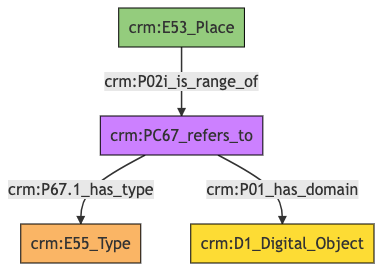 crm:E53_Place
crm:P02i_is_range_of
crm:PC67_refers_to
crm:P67.1_has_type
crm:P01_has_domain
crm:E55_Type
crm:D1_Digital_Object